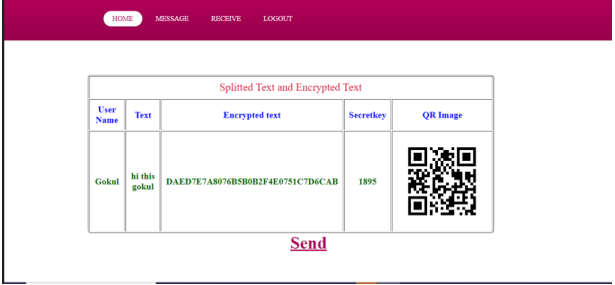 HOME MESSAGE RECEIVE LOGOUT
Splitted Text and Encrypted Text
User Name Text Encrypted text Secretkey QR Image
Gokul hi this gokul DAED7E7A8076B5B0B2F4E0751C7D6CAB 1895
Send